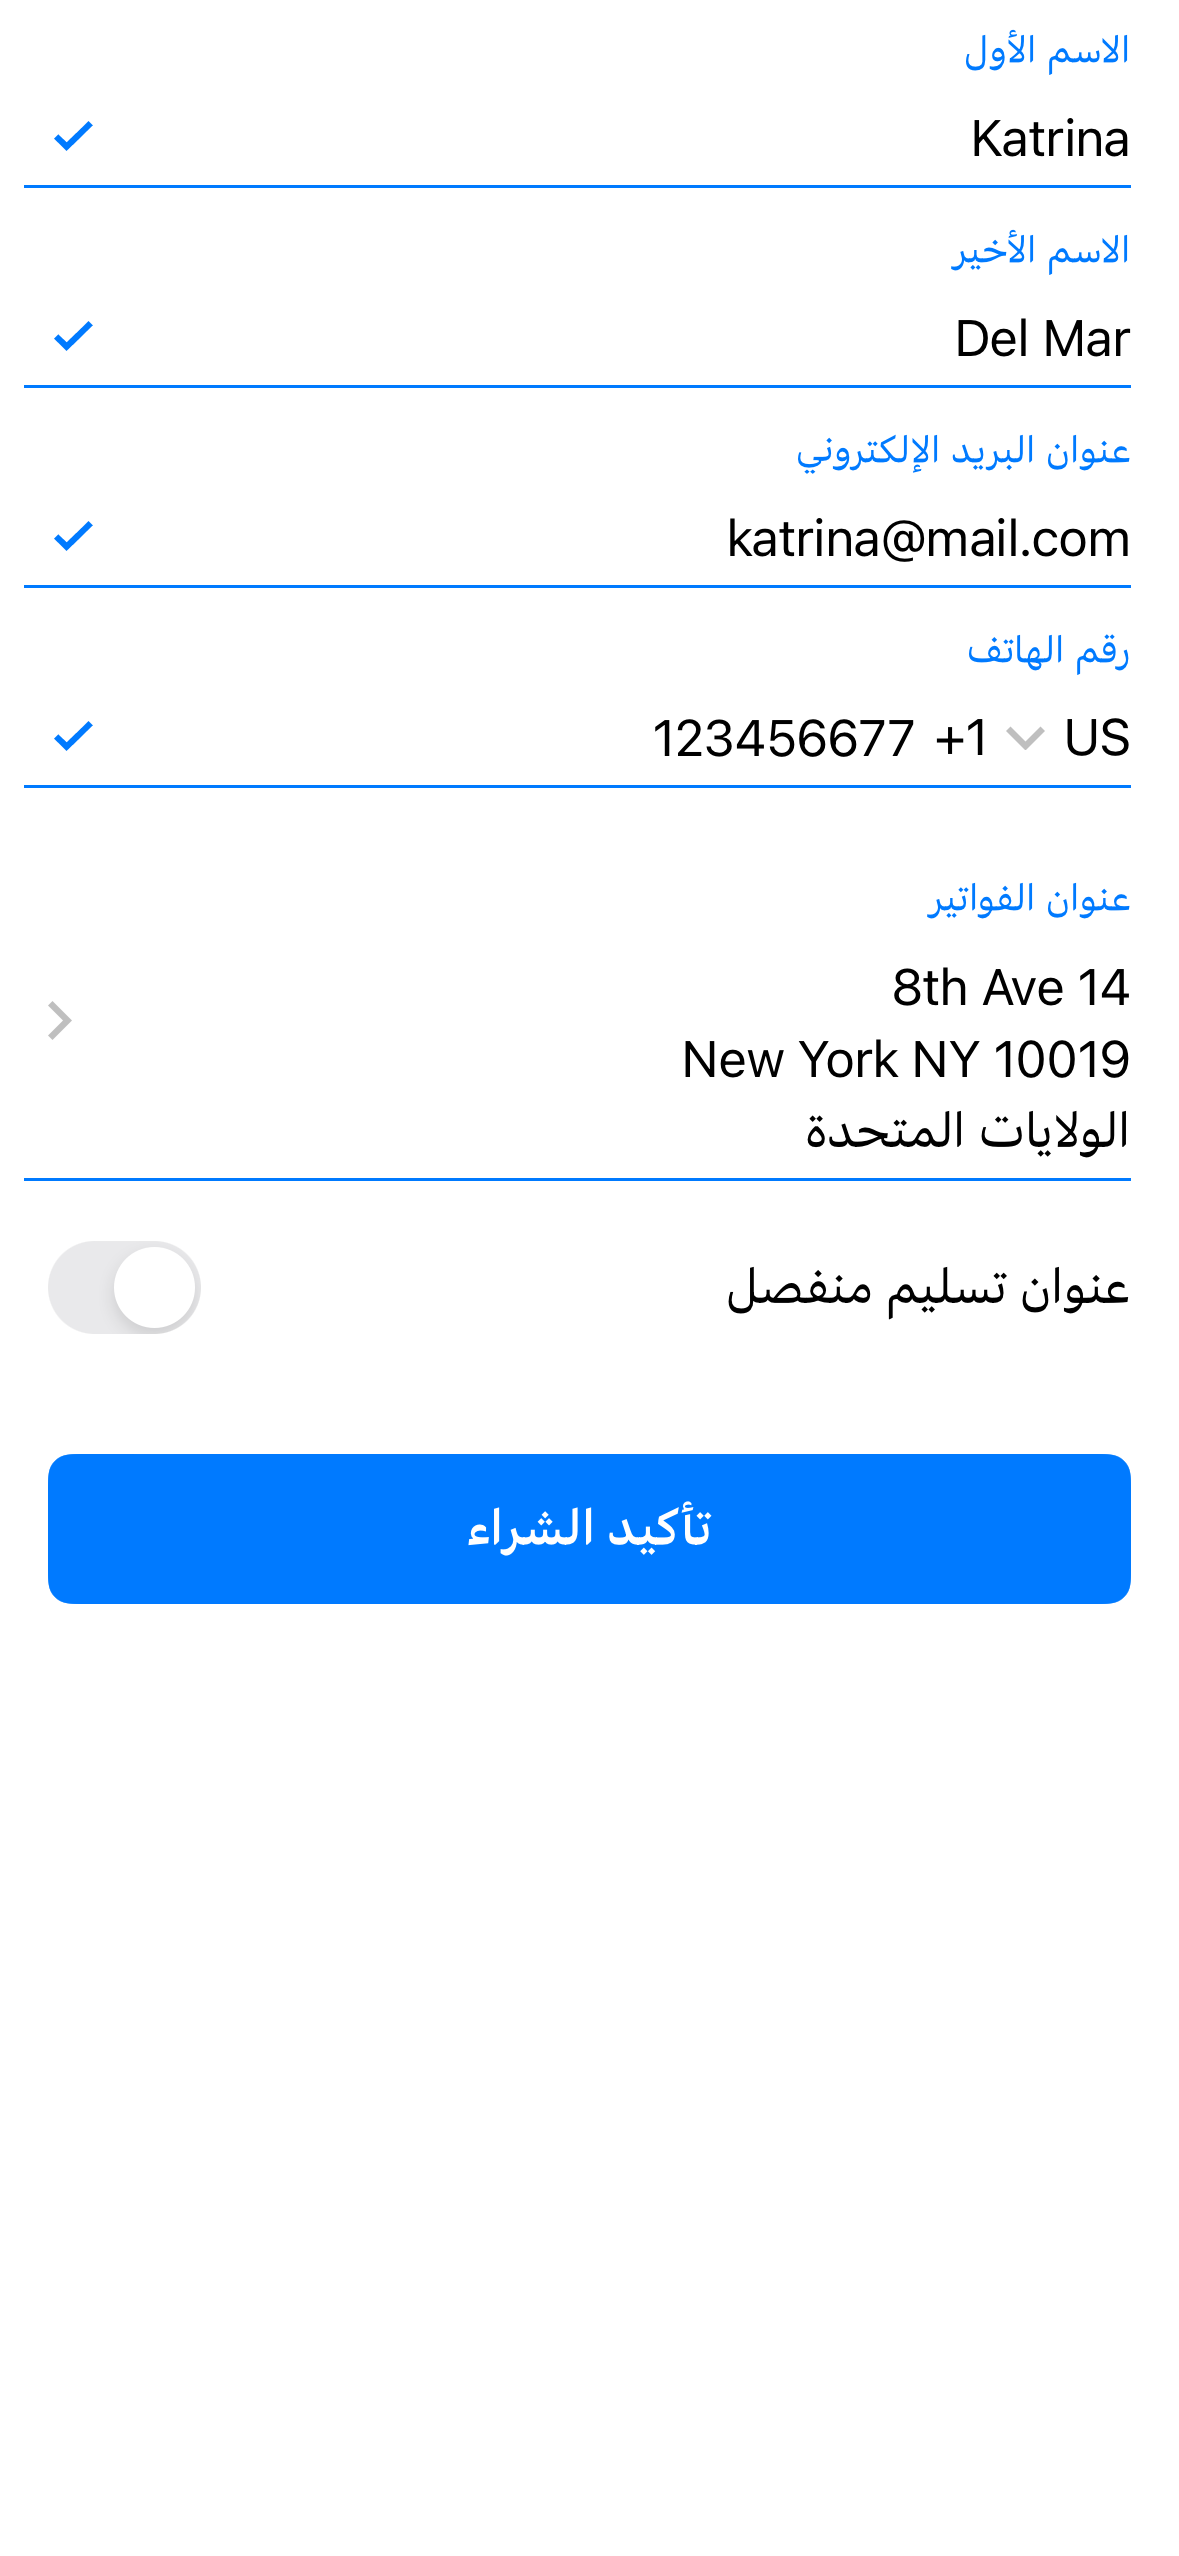 الاسم الأول
Katrina
الاسم الأخير
Del Mar
عنوان البريد الإلكتروني
katrina@mail.com
رقم الهاتف
US +1 123456677
عنوان الفواتير
8th Ave 14
New York NY 10019
الولايات المتحدة
عنوان تسليم منفصل
تأكيد الشراء